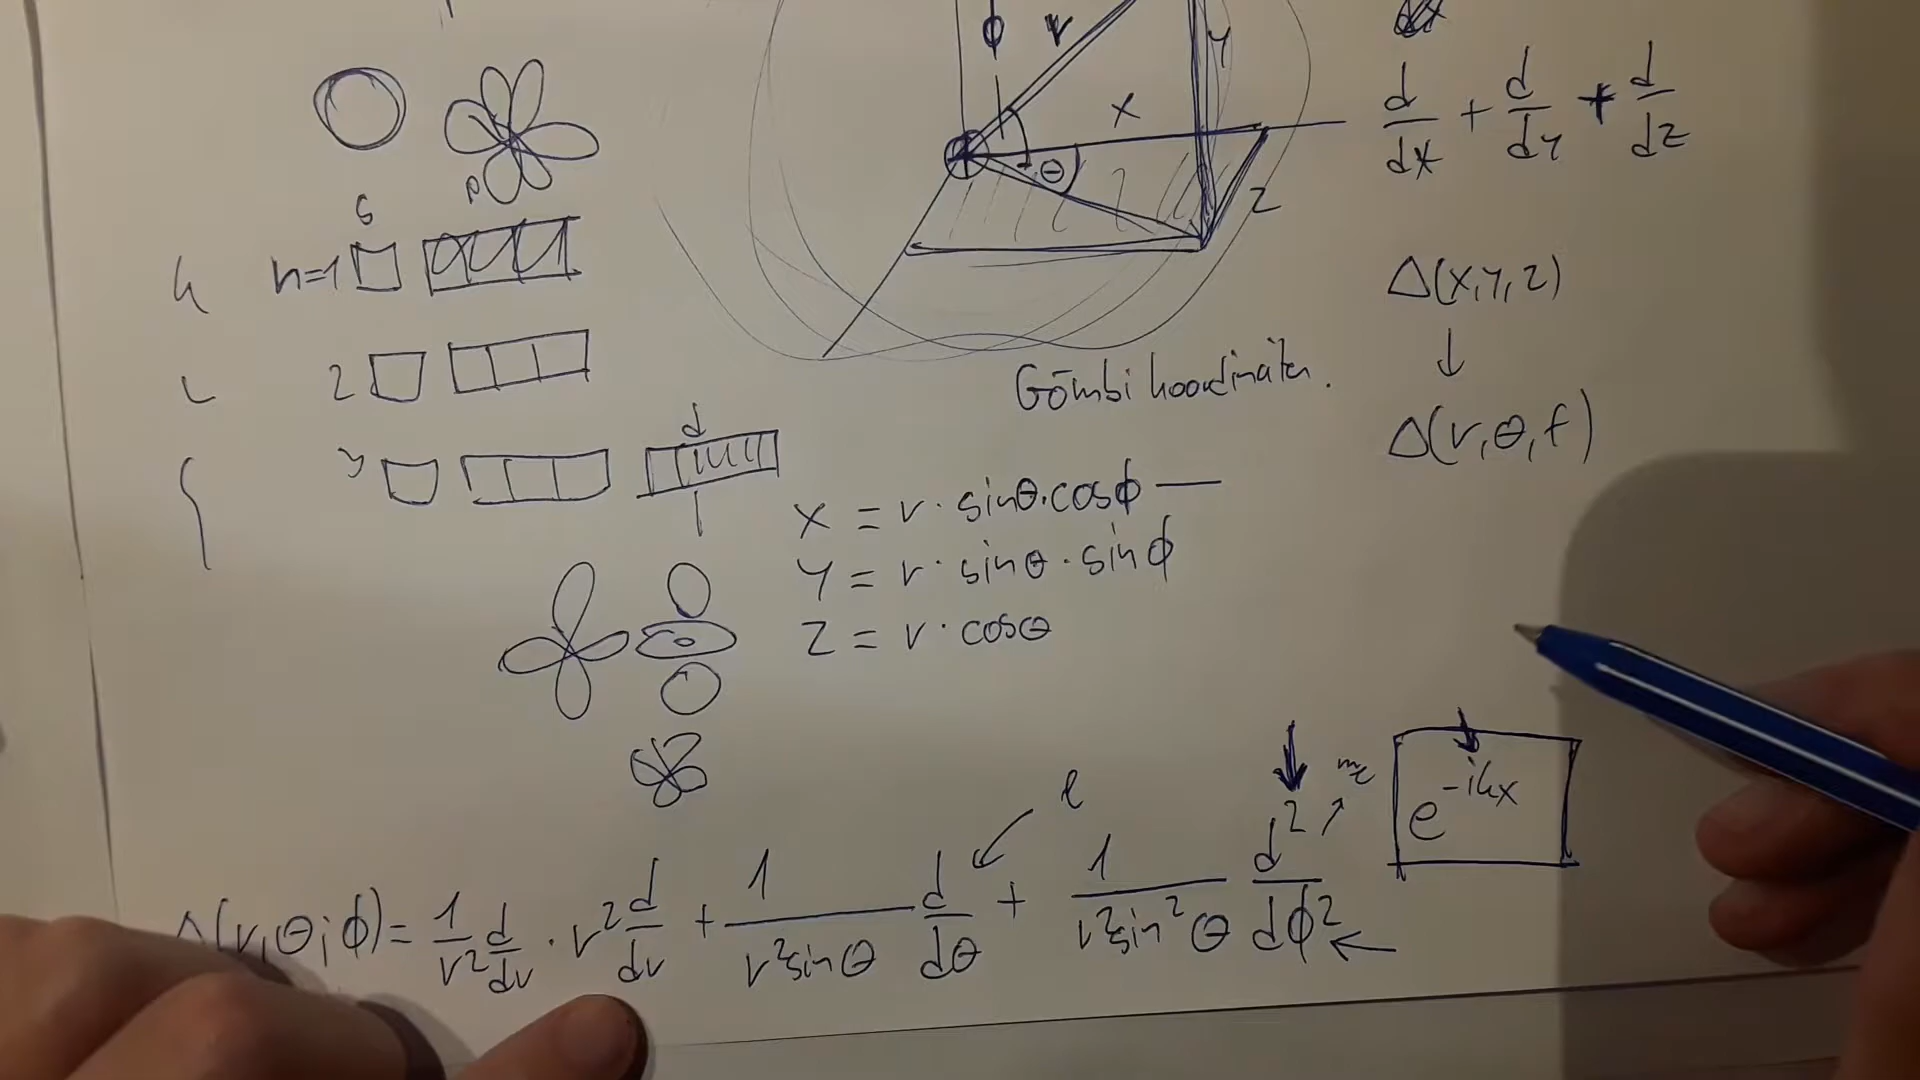 ϕ r Y
X
θ
Z
d/dx + d/dy + d/dz
Δ(x,y,z)
↓
Δ(r,θ,f)
s p
n=1
2
3
d
Gömbi koordináta.
x = r · sinθ · cosϕ —
y = r · sinθ · sinϕ
z = r · cosθ
l
e^-ikx
Δ(r,θ,ϕ) = 1/r² d/dr · r² d/dr + 1/r²sinθ d/dθ + 1/r²sin²θ d²/dϕ²